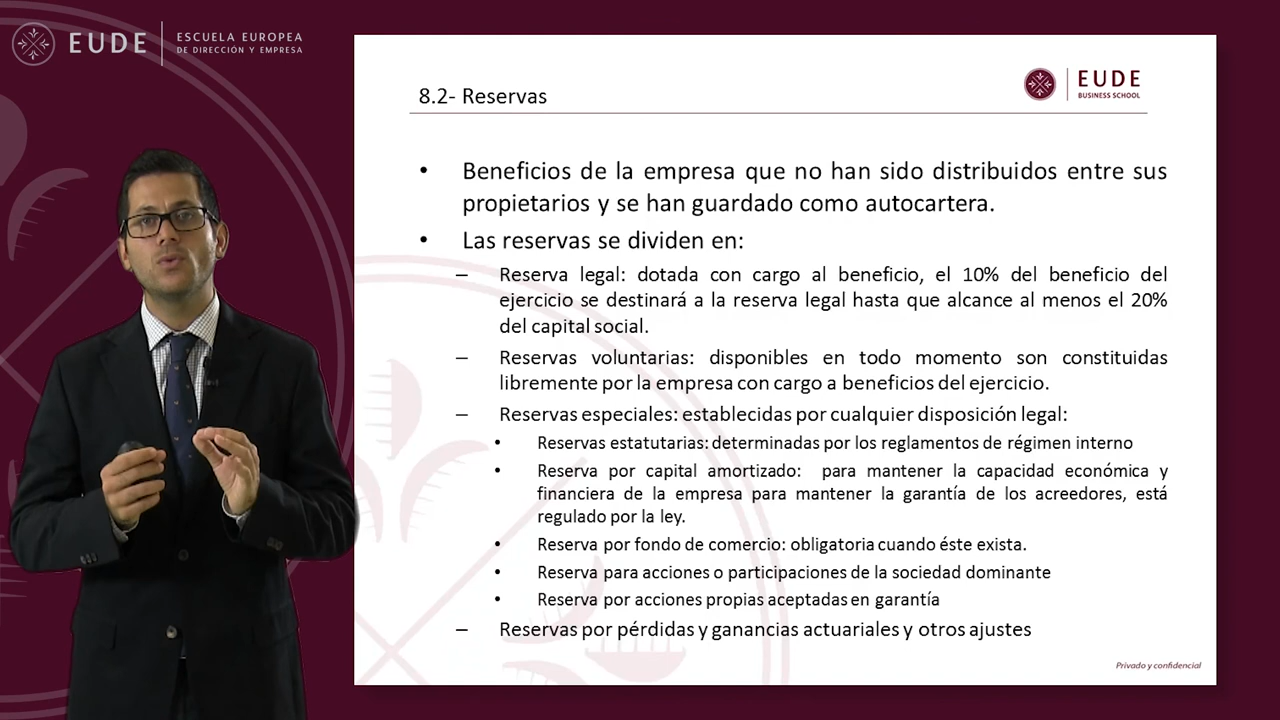 EUDE
ESCUELA EUROPEA
DE DIRECCIÓN Y EMPRESA
8.2- Reservas
EUDE
BUSINESS SCHOOL
• Beneficios de la empresa que no han sido distribuidos entre sus
propietarios y se han guardado como autocartera.
• Las reservas se dividen en:
– Reserva legal: dotada con cargo al beneficio, el 10% del beneficio del
ejercicio se destinará a la reserva legal hasta que alcance al menos el 20%
del capital social.
– Reservas voluntarias: disponibles en todo momento son constituidas
libremente por la empresa con cargo a beneficios del ejercicio.
– Reservas especiales: establecidas por cualquier disposición legal:
• Reservas estatutarias: determinadas por los reglamentos de régimen interno
• Reserva por capital amortizado: para mantener la capacidad económica y
financiera de la empresa para mantener la garantía de los acreedores, está
regulado por la ley.
• Reserva por fondo de comercio: obligatoria cuando éste exista.
• Reserva para acciones o participaciones de la sociedad dominante
• Reserva por acciones propias aceptadas en garantía
– Reservas por pérdidas y ganancias actuariales y otros ajustes
Privado y confidencial